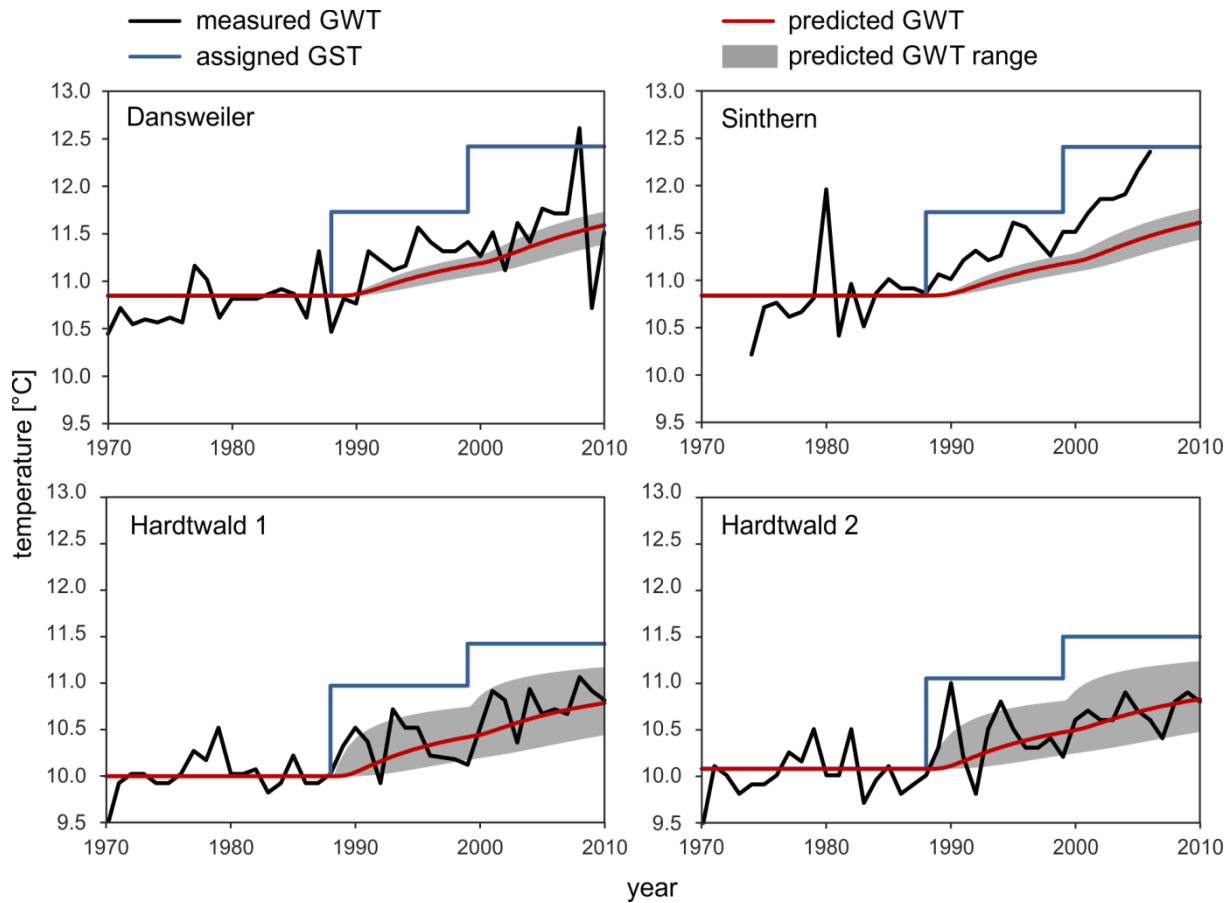 measured GWT
predicted GWT
assigned GST
predicted GWT range
temperature [°C]
Dansweiler
13.0
12.5
12.0
11.5
11.0
10.5
10.0
9.5
1970 1980 1990 2000 2010
Sinthern
13.0
12.5
12.0
11.5
11.0
10.5
10.0
9.5
1970 1980 1990 2000 2010
Hardtwald 1
13.0
12.5
12.0
11.5
11.0
10.5
10.0
9.5
1970 1980 1990 2000 2010
Hardtwald 2
13.0
12.5
12.0
11.5
11.0
10.5
10.0
9.5
1970 1980 1990 2000 2010
year